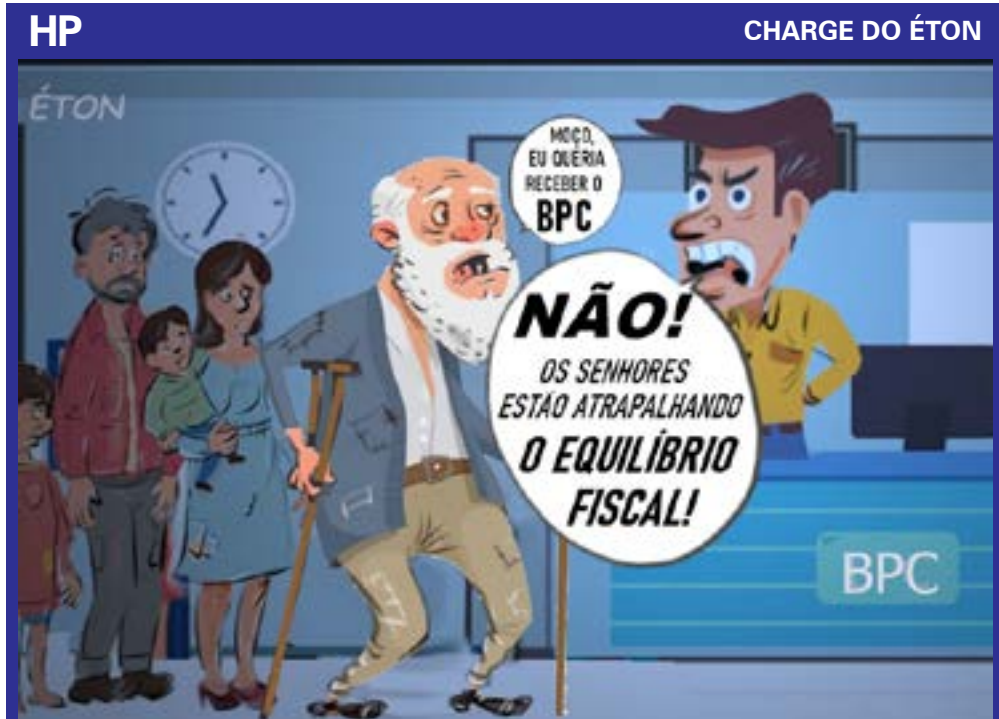 HP
CHARGE DO ÉTON
ÉTON
MOÇO,
EU QUERIA
RECEBER O
BPC
NÃO!
OS SENHORES
ESTÃO ATRAPALHANDO
O EQUILÍBRIO
FISCAL!
BPC